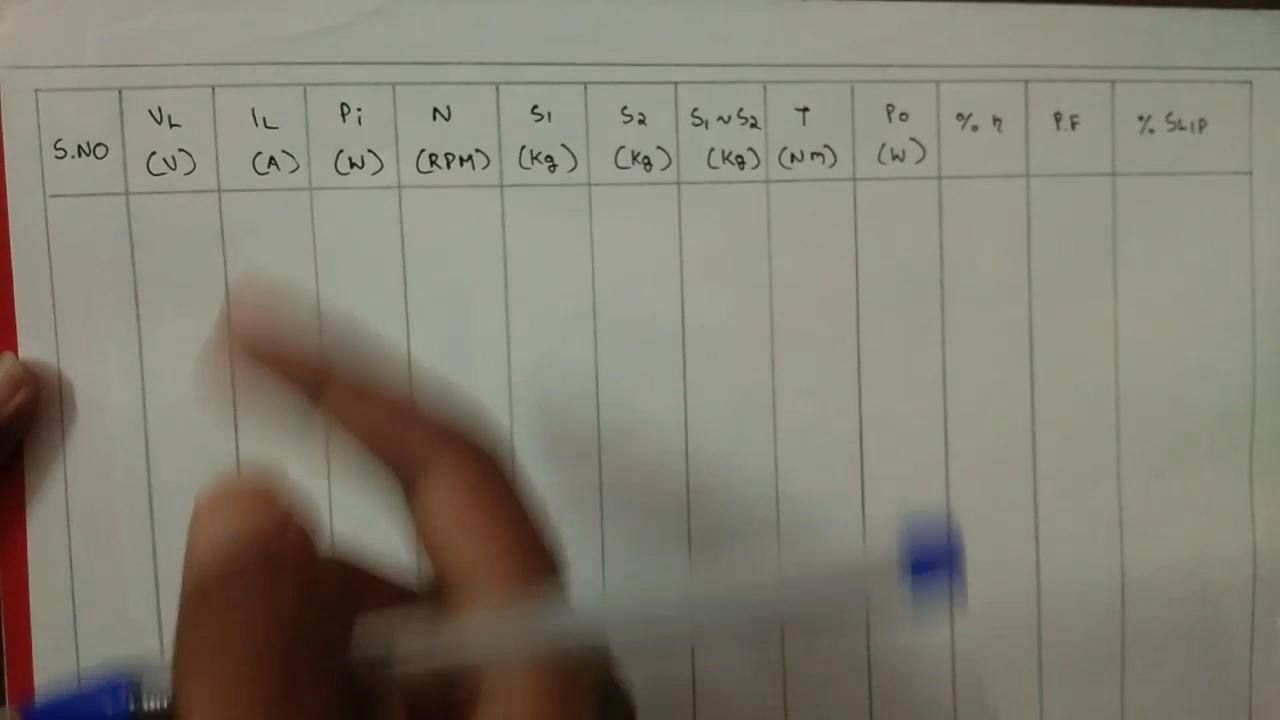 S.NO
VL (V)
IL (A)
Pi (W)
N (RPM)
S1 (Kg)
S2 (Kg)
S1 ~ S2 (Kg)
T (Nm)
Po (W)
% η
P.F
% SLIP